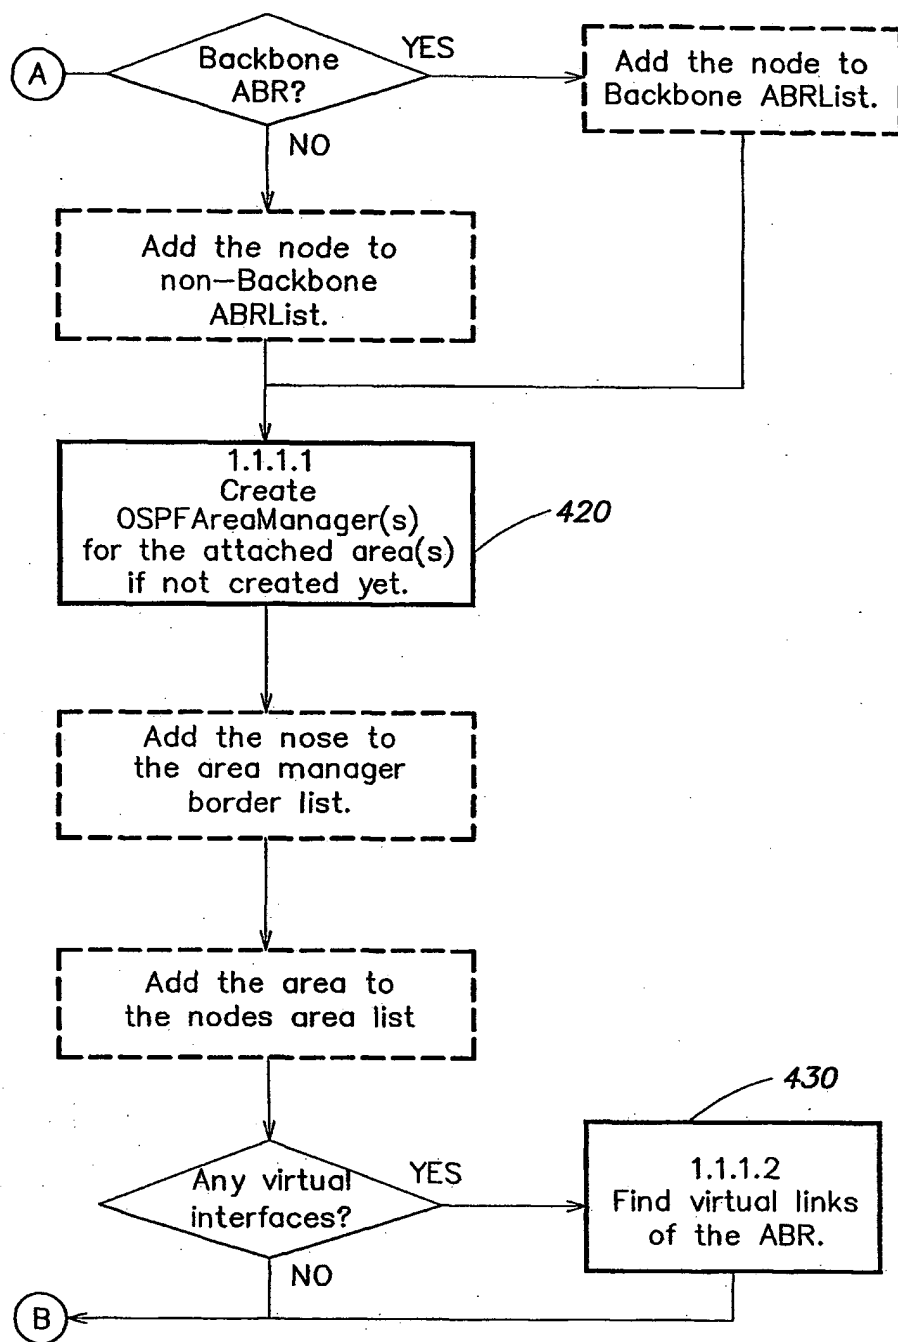 A
Backbone
ABR?
YES
Add the node to
Backbone ABRList.
NO
Add the node to
non-Backbone
ABRList.
1.1.1.1
Create
OSPFAreaManager(s)
for the attached area(s)
if not created yet.
420
Add the nose to
the area manager
border list.
Add the area to
the nodes area list
430
Any virtual
interfaces?
YES
1.1.1.2
Find virtual links
of the ABR.
NO
B